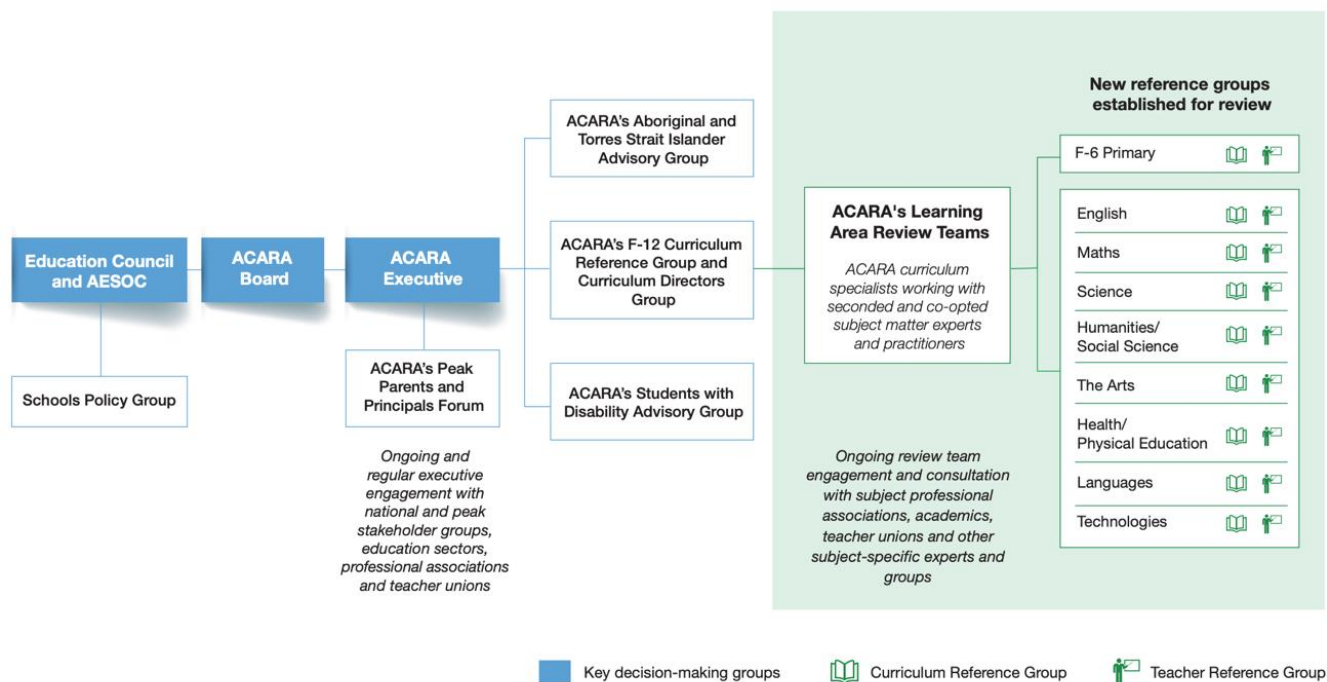 Education Council
and AESOC
Schools Policy Group
ACARA
Board
ACARA
Executive
ACARA's Peak
Parents and
Principals Forum
Ongoing and
regular executive
engagement with
national and peak
stakeholder groups,
education sectors,
professional associations
and teacher unions
ACARA's Aboriginal and
Torres Strait Islander
Advisory Group
ACARA's F-12 Curriculum
Reference Group and
Curriculum Directors
Group
ACARA's Students with
Disability Advisory Group
ACARA's Learning
Area Review Teams
ACARA curriculum
specialists working with
seconded and co-opted
subject matter experts
and practitioners
Ongoing review team
engagement and consultation
with subject professional
associations, academics,
teacher unions and other
subject-specific experts and
groups
New reference groups
established for review
F-6 Primary
English
Maths
Science
Humanities/
Social Science
The Arts
Health/
Physical Education
Languages
Technologies
Key decision-making groups
Curriculum Reference Group
Teacher Reference Group